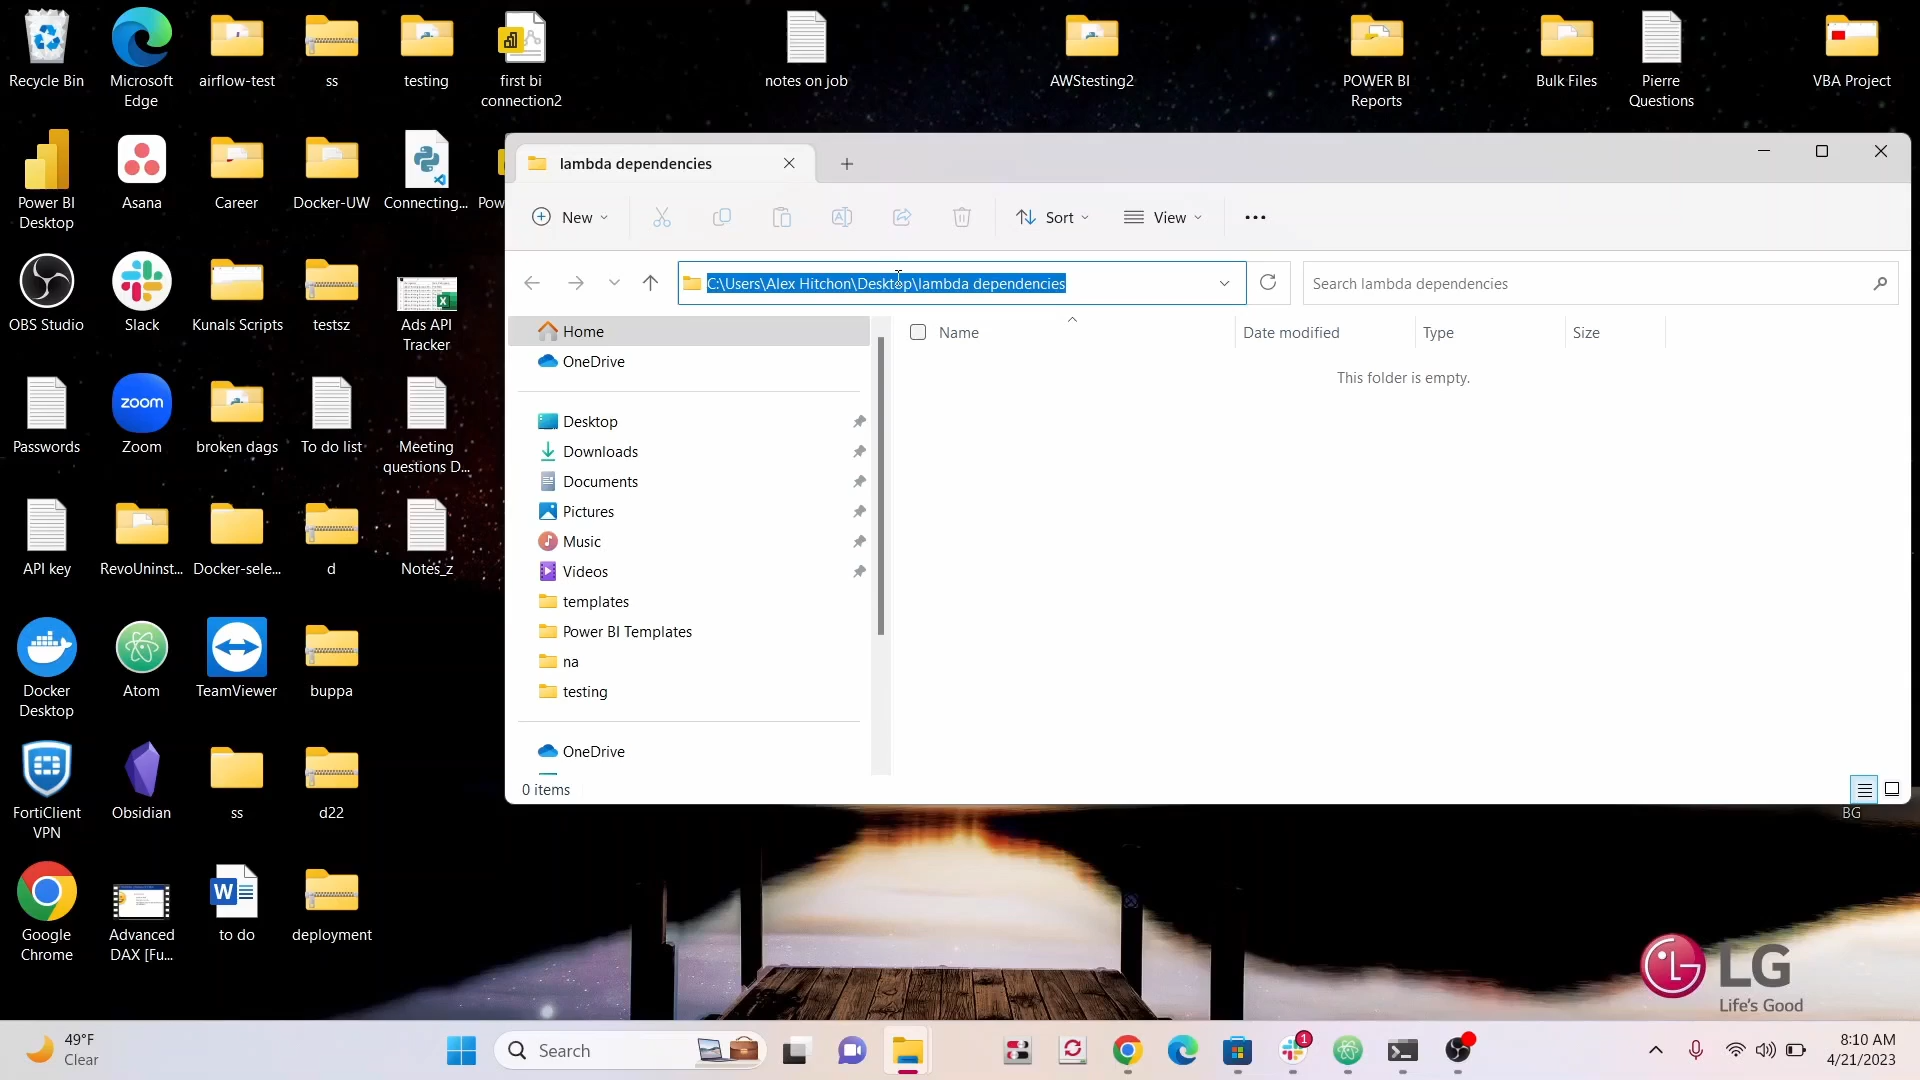 Recycle Bin
Microsoft
Edge
airflow-test
ss
testing
first bi
connection2
notes on job
AWStesting2
POWER BI
Reports
Bulk Files
Pierre
Questions
VBA Project
Power BI
Desktop
Asana
Career
Docker-UW
Connecting...
Pow
OBS Studio
Slack
Kunals Scripts
testsz
Ads API
Tracker
Passwords
zoom
Zoom
broken dags
To do list
Meeting
questions D...
API key
RevoUninst...
Docker-sele...
d
Notes_z
Docker
Desktop
Atom
TeamViewer
buppa
FortiClient
VPN
Obsidian
ss
d22
Google
Chrome
Advanced
DAX [Fu...
W
to do
deployment
lambda dependencies
New
Sort
View
C:\Users\Alex Hitchon\Desktop\lambda dependencies
Search lambda dependencies
Home
OneDrive
Desktop
Downloads
Documents
Pictures
Music
Videos
templates
Power BI Templates
na
testing
OneDrive
Name
Date modified
Type
Size
This folder is empty.
0 items
BG
LG
Life's Good
49°F
Clear
Search
1
8:10 AM
4/21/2023